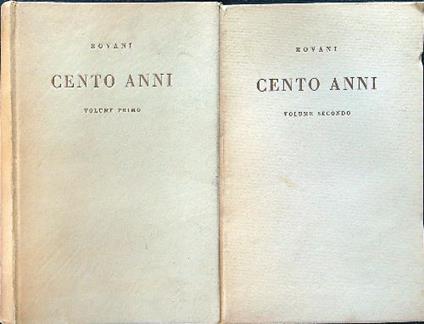 ROVANI
CENTO ANNI
VOLUME PRIMO
ROVANI
CENTO ANNI
VOLUME SECONDO